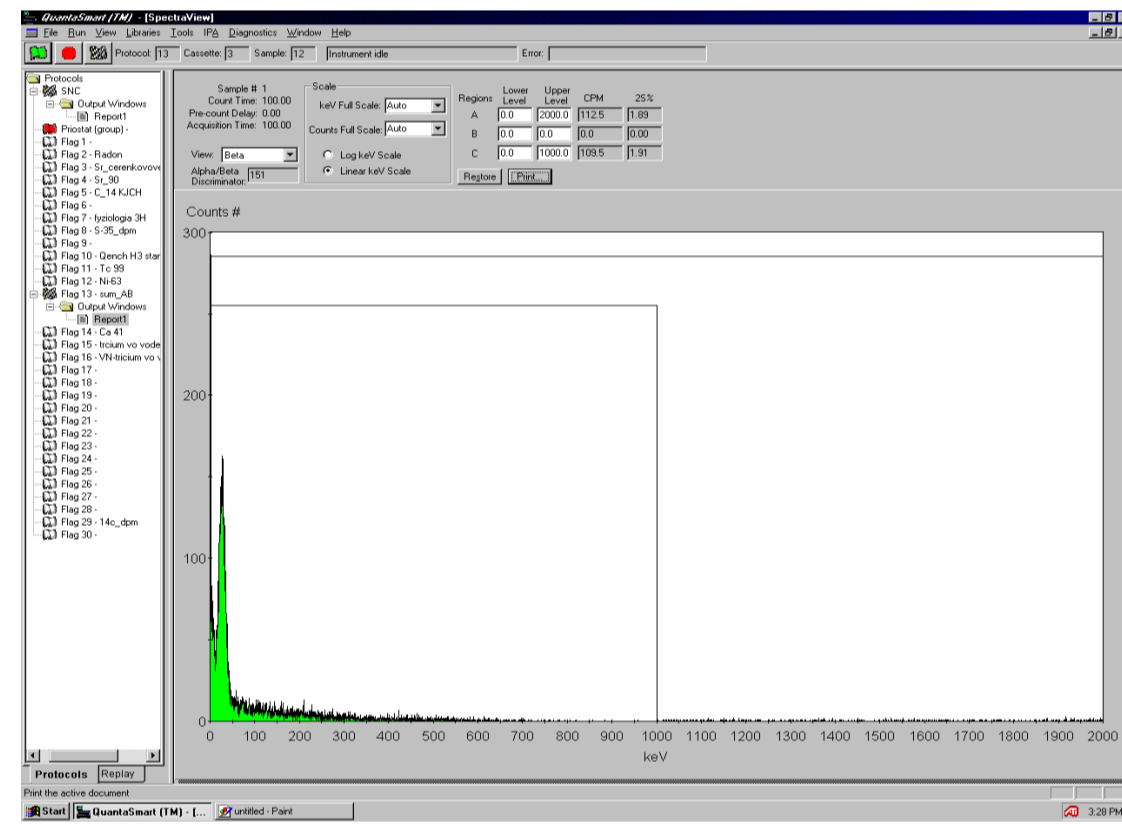 QuantaSmart (TM) - [SpectraView]
File Run View Libraries Tools IPA Diagnostics Window Help
Protocol: 13 Cassette: 3 Sample: 12 Instrument idle Error:
Protocols
SNC
Output Windows
Report1
Priostat (group) -
Flag 1 -
Flag 2 - Radon
Flag 3 - Sr_cerenkovove
Flag 4 - Sr_90
Flag 5 - C_14 KJCH
Flag 6 -
Flag 7 - fyziologia 3H
Flag 8 - S-35_dpm
Flag 9 -
Flag 10 - Qench H3 star
Flag 11 - Tc 99
Flag 12 - Ni-63
Flag 13 - sum_AB
Output Windows
Report1
Flag 14 - Ca 41
Flag 15 - trcium vo vode
Flag 16 - VN-tricium vo v
Flag 17 -
Flag 18 -
Flag 19 -
Flag 20 -
Flag 21 -
Flag 22 -
Flag 23 -
Flag 24 -
Flag 25 -
Flag 26 -
Flag 27 -
Flag 28 -
Flag 29 - 14c_dpm
Flag 30 -
Protocols Replay
Sample # 1
Count Time: 100.00
Pre-count Delay: 0.00
Acquisition Time: 100.00
View: Beta
Alpha/Beta Discriminator: 151
Scale
keV Full Scale: Auto
Counts Full Scale: Auto
Log keV Scale
Linear keV Scale
Regions Lower Level Upper Level CPM 2S%
A 0.0 2000.0 112.5 1.89
B 0.0 0.0 0.0 0.00
C 0.0 1000.0 109.5 1.91
Restore Print...
Counts #
300
200
100
0
0 100 200 300 400 500 600 700 800 900 1000 1100 1200 1300 1400 1500 1600 1700 1800 1900 2000
keV
Print the active document
Start QuantaSmart (TM) - [... untitled - Paint 3:28 PM